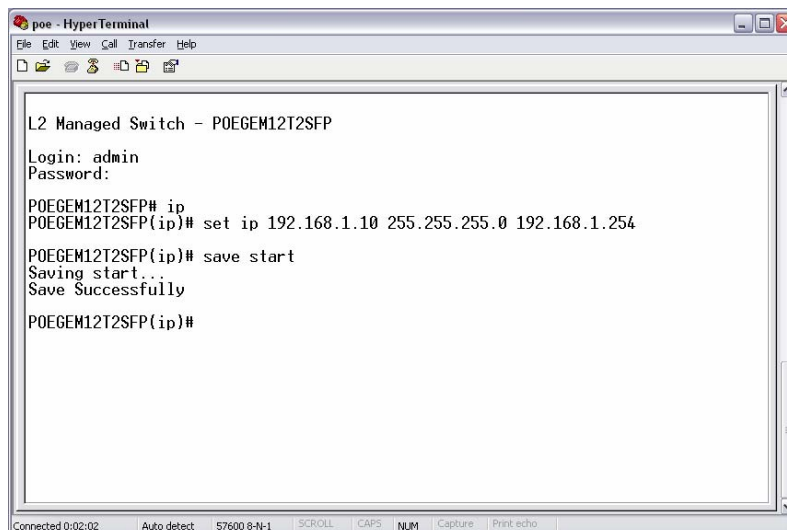 poe - HyperTerminal
File Edit View Call Transfer Help
L2 Managed Switch - POEGEM12T2SFP
Login: admin
Password:
POEGEM12T2SFP# ip
POEGEM12T2SFP(ip)# set ip 192.168.1.10 255.255.255.0 192.168.1.254
POEGEM12T2SFP(ip)# save start
Saving start...
Save Successfully
POEGEM12T2SFP(ip)#
Connected 0:02:02 Auto detect 57600 8-N-1 SCROLL CAPS NUM Capture Print echo